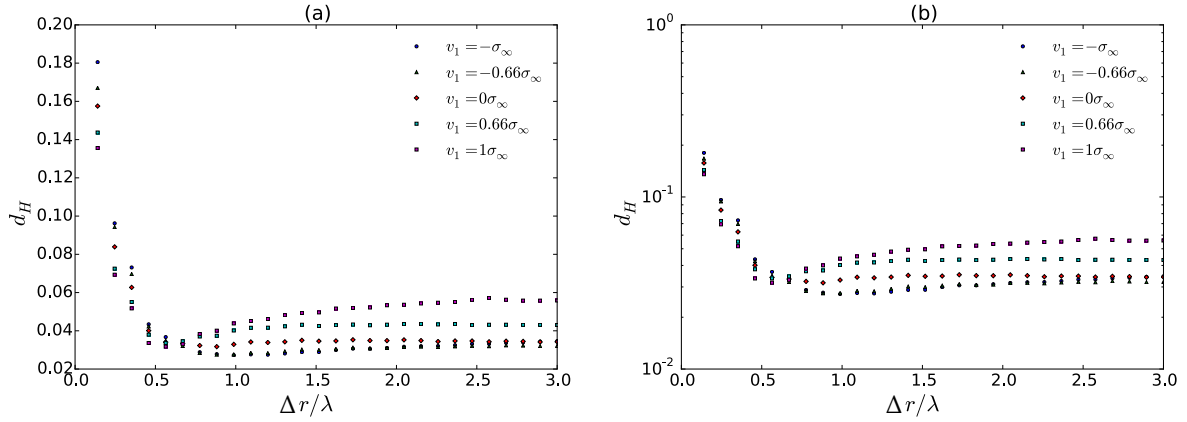 (a)
0.20
0.18
0.16
0.14
0.12
0.10
0.08
0.06
0.04
0.02
d_H
v_1 = −σ_∞
v_1 = −0.66σ_∞
v_1 = 0σ_∞
v_1 = 0.66σ_∞
v_1 = 1σ_∞
0.0 0.5 1.0 1.5 2.0 2.5 3.0
Δr/λ
(b)
10^0
10^−1
10^−2
d_H
v_1 = −σ_∞
v_1 = −0.66σ_∞
v_1 = 0σ_∞
v_1 = 0.66σ_∞
v_1 = 1σ_∞
0.0 0.5 1.0 1.5 2.0 2.5 3.0
Δr/λ